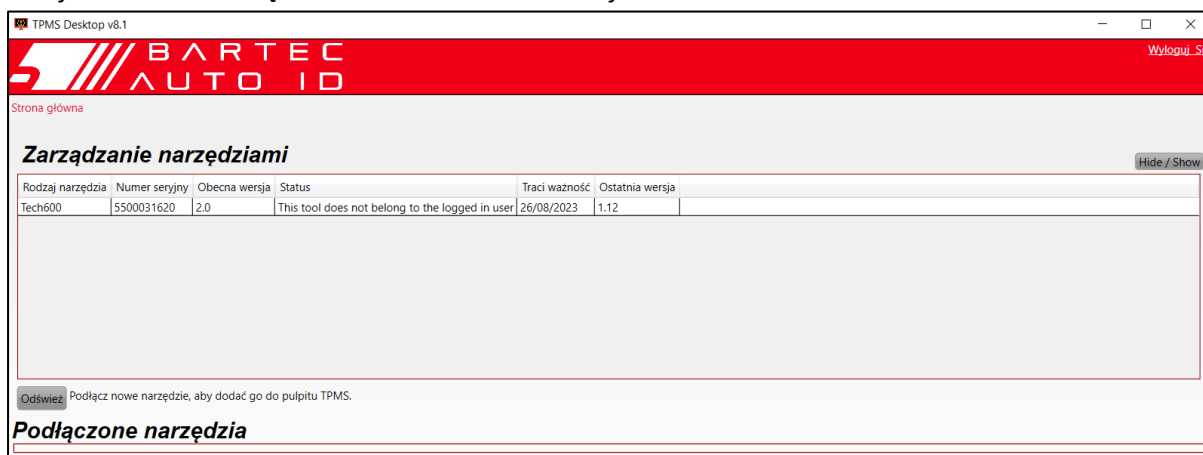 TPMS Desktop v8.1
BARTEC
AUTO ID
Wyloguj
Strona główna
Zarządzanie narzędziami
Hide / Show
Rodzaj narzędzia Numer seryjny Obecna wersja Status Traci ważność Ostatnia wersja
Tech600 5500031620 2.0 This tool does not belong to the logged in user 26/08/2023 1.12
Odśwież Podłącz nowe narzędzie, aby dodać go do pulpitu TPMS.
Podłączone narzędzia